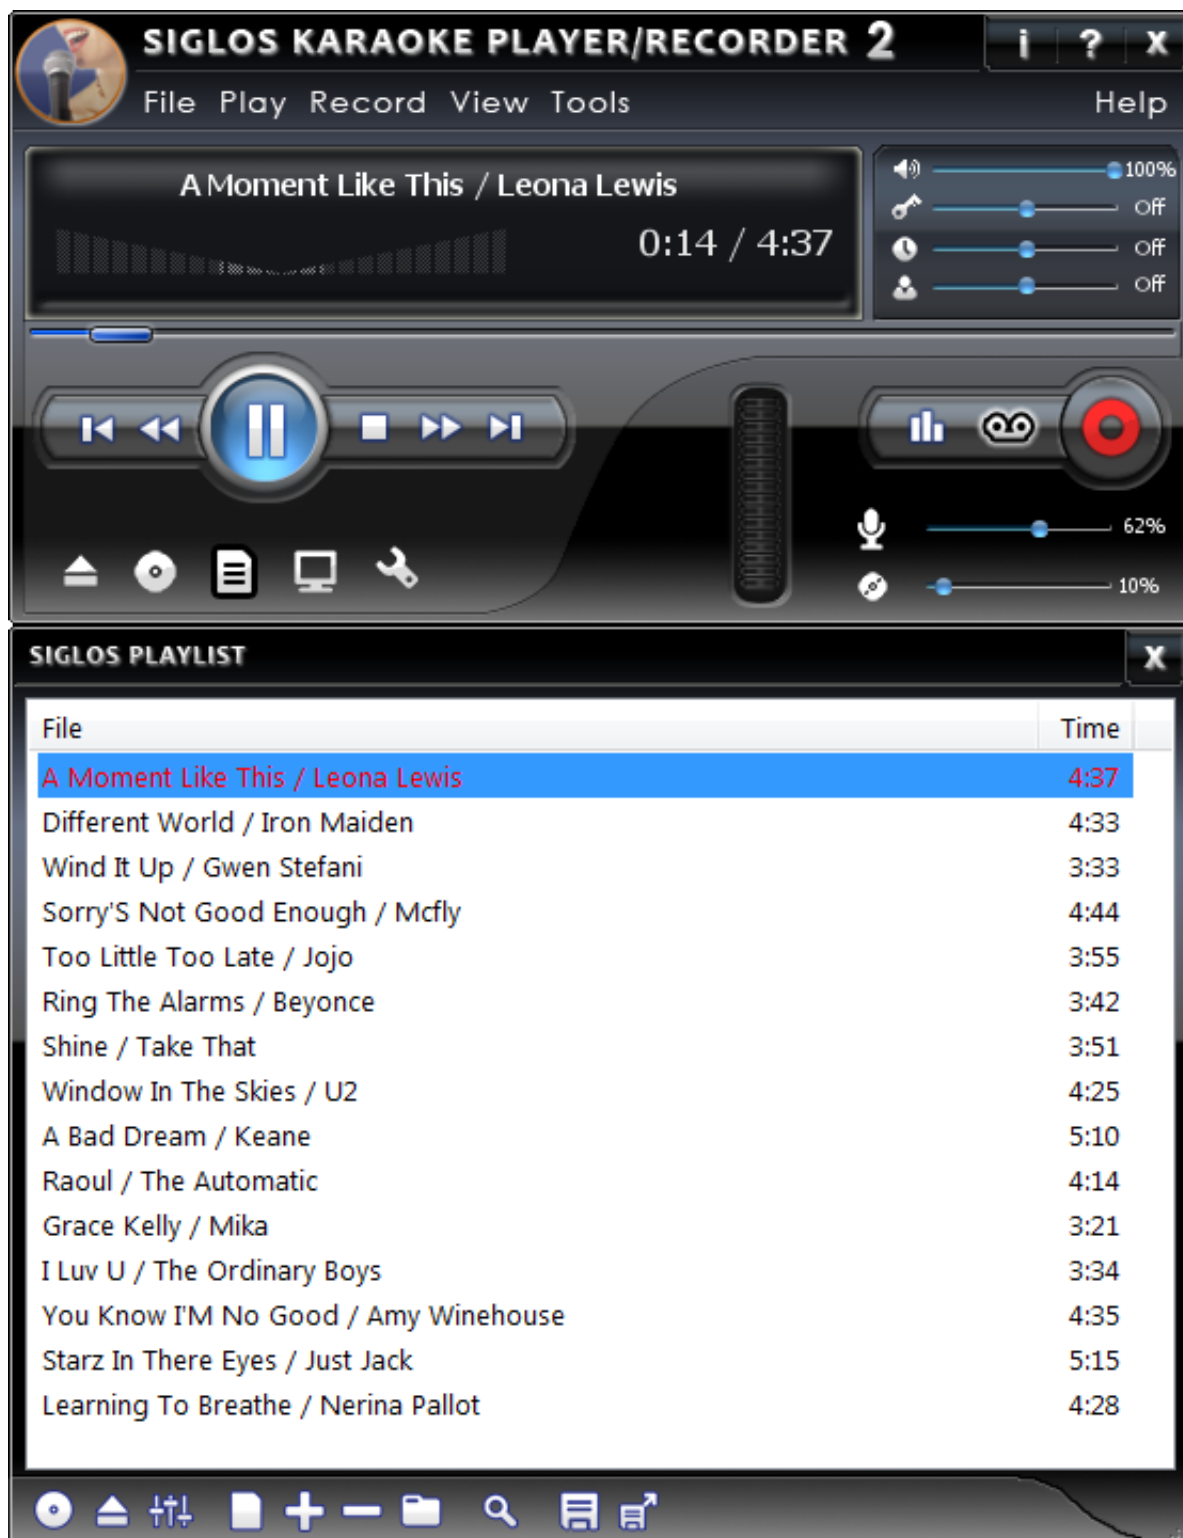 SIGLOS KARAOKE PLAYER/RECORDER 2 i ? X
File Play Record View Tools Help
A Moment Like This / Leona Lewis
0:14 / 4:37
100%
Off
Off
Off
62%
10%
SIGLOS PLAYLIST X
File Time
A Moment Like This / Leona Lewis 4:37
Different World / Iron Maiden 4:33
Wind It Up / Gwen Stefani 3:33
Sorry'S Not Good Enough / Mcfly 4:44
Too Little Too Late / Jojo 3:55
Ring The Alarms / Beyonce 3:42
Shine / Take That 3:51
Window In The Skies / U2 4:25
A Bad Dream / Keane 5:10
Raoul / The Automatic 4:14
Grace Kelly / Mika 3:21
I Luv U / The Ordinary Boys 3:34
You Know I'M No Good / Amy Winehouse 4:35
Starz In There Eyes / Just Jack 5:15
Learning To Breathe / Nerina Pallot 4:28